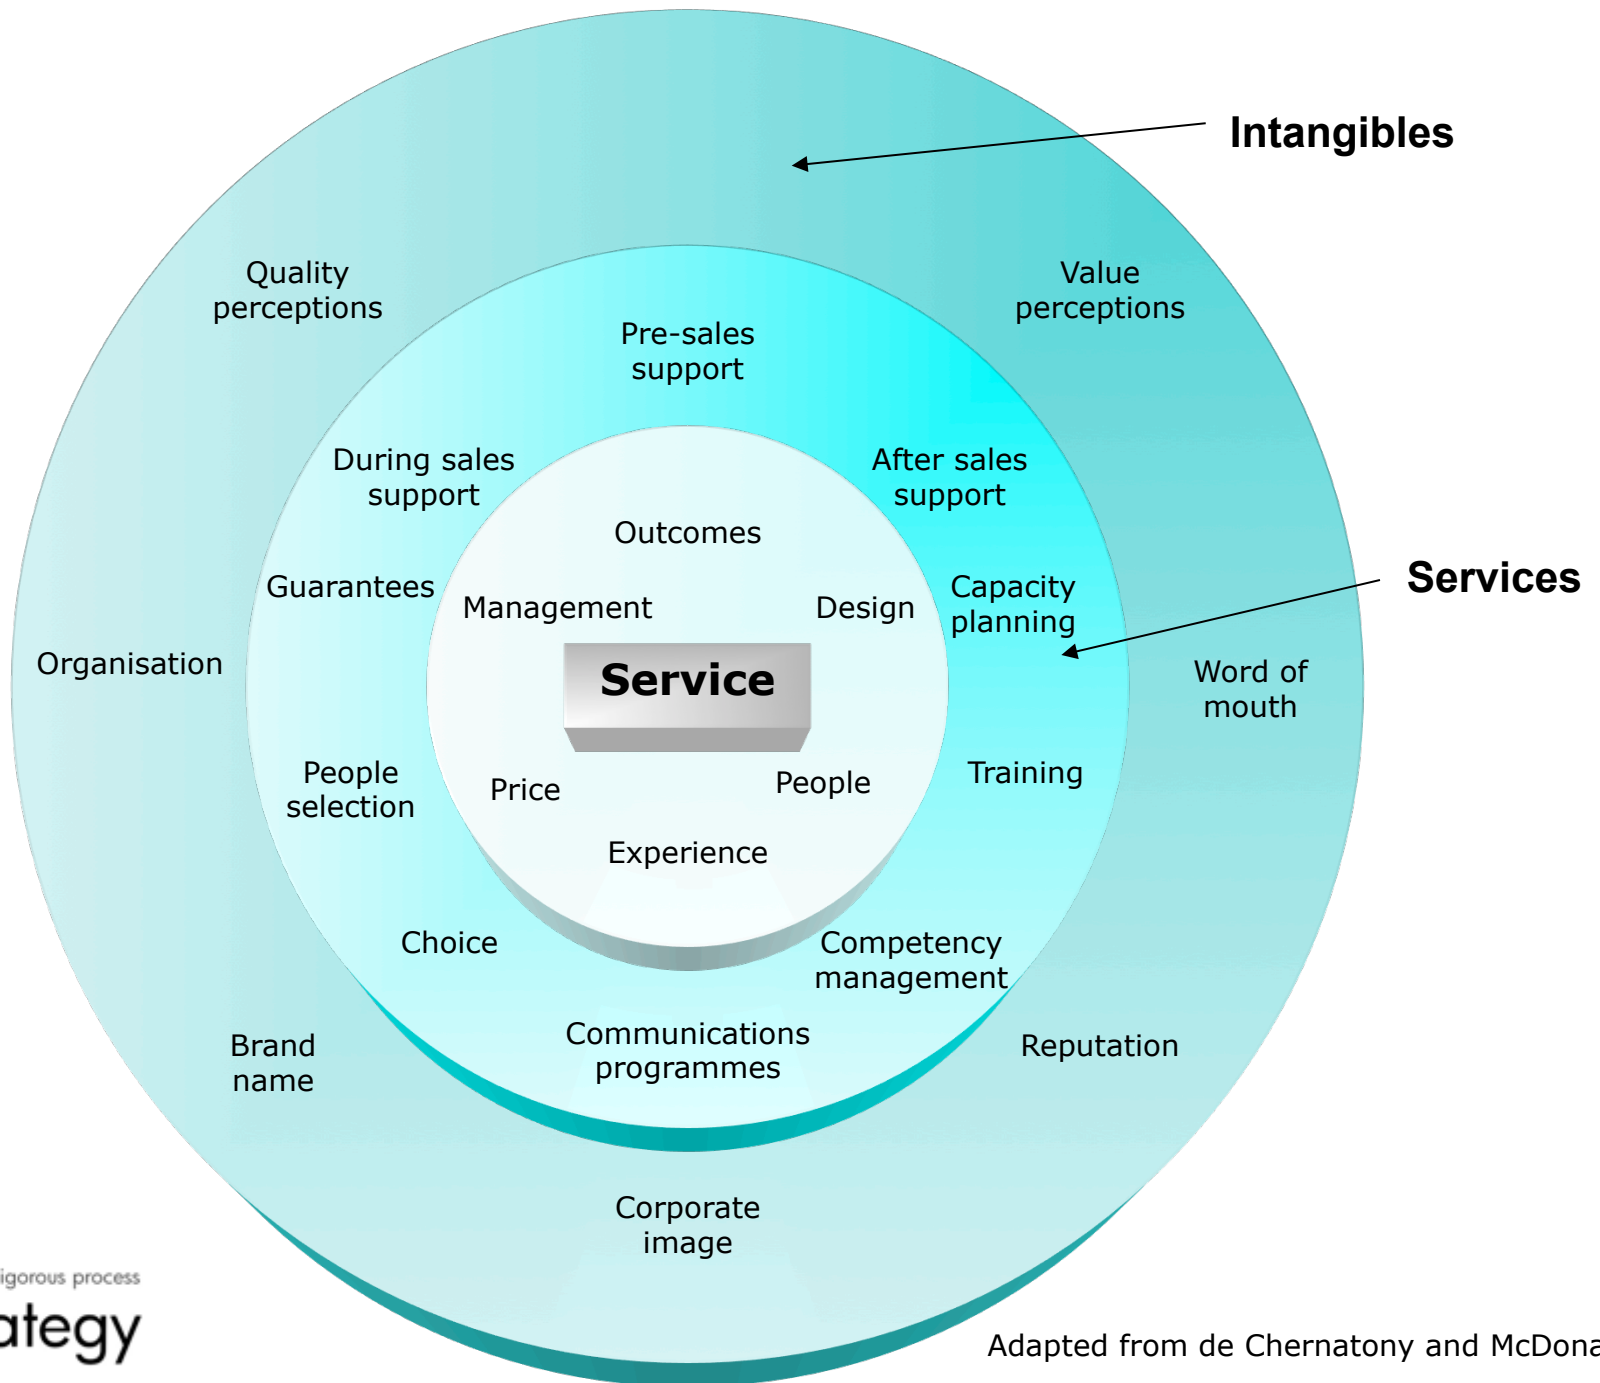 Intangibles
Quality
perceptions
Value
perceptions
Pre-sales
support
During sales
support
After sales
support
Outcomes
Guarantees
Management
Design
Capacity
planning
Services
Organisation
Service
Word of
mouth
People
selection
Price
People
Training
Experience
Choice
Competency
management
Communications
programmes
Brand
name
Reputation
Corporate
image
igorous process
ategy
Adapted from de Chernatony and McDona